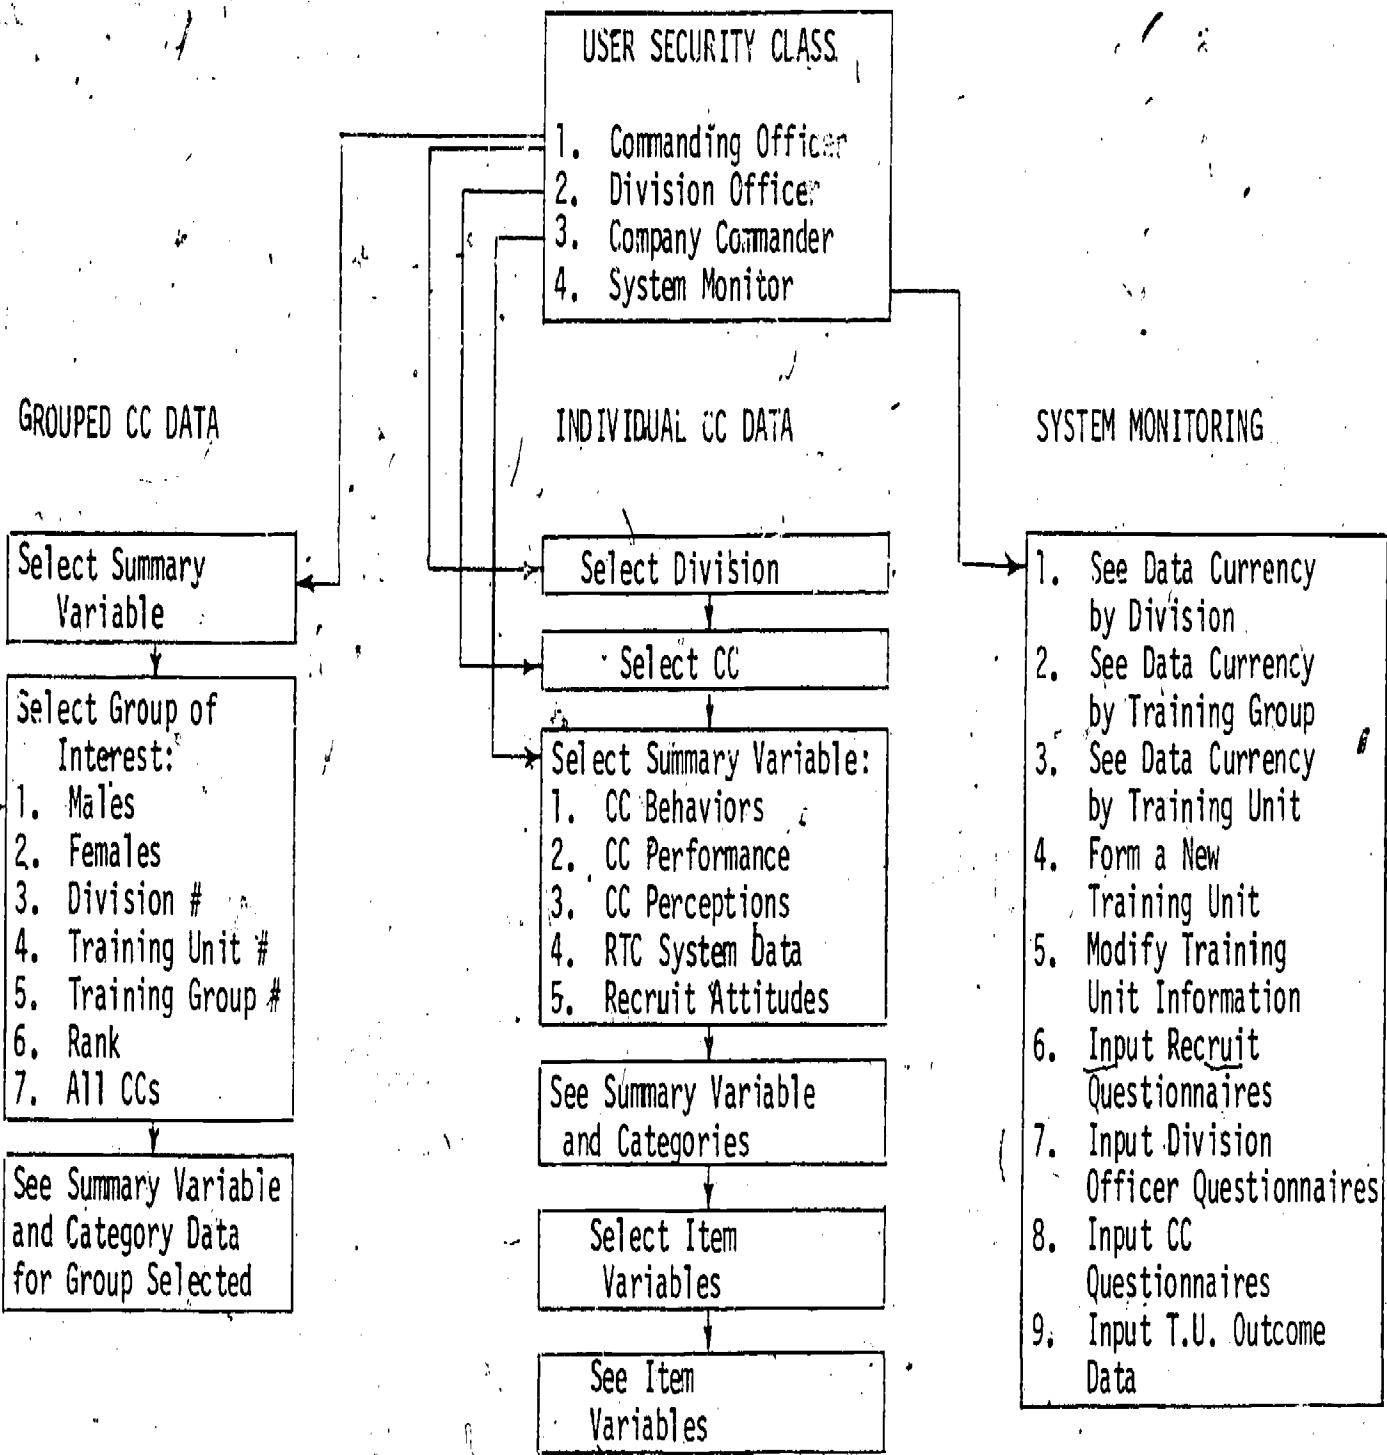 USER SECURITY CLASS
1. Commanding Officer
2. Division Officer
3. Company Commander
4. System Monitor
GROUPED CC DATA
Select Summary
Variable
Select Group of
Interest:
1. Males
2. Females
3. Division #
4. Training Unit #
5. Training Group #
6. Rank
7. All CCs
See Summary Variable
and Category Data
for Group Selected
INDIVIDUAL CC DATA
Select Division
Select CC
Select Summary Variable:
1. CC Behaviors
2. CC Performance
3. CC Perceptions
4. RTC System Data
5. Recruit Attitudes
See Summary Variable
and Categories
Select Item
Variables
See Item
Variables
SYSTEM MONITORING
1. See Data Currency
by Division
2. See Data Currency
by Training Group
3. See Data Currency
by Training Unit
4. Form a New
Training Unit
5. Modify Training
Unit Information
6. Input Recruit
Questionnaires
7. Input Division
Officer Questionnaires
8. Input CC
Questionnaires
9. Input T.U. Outcome
Data